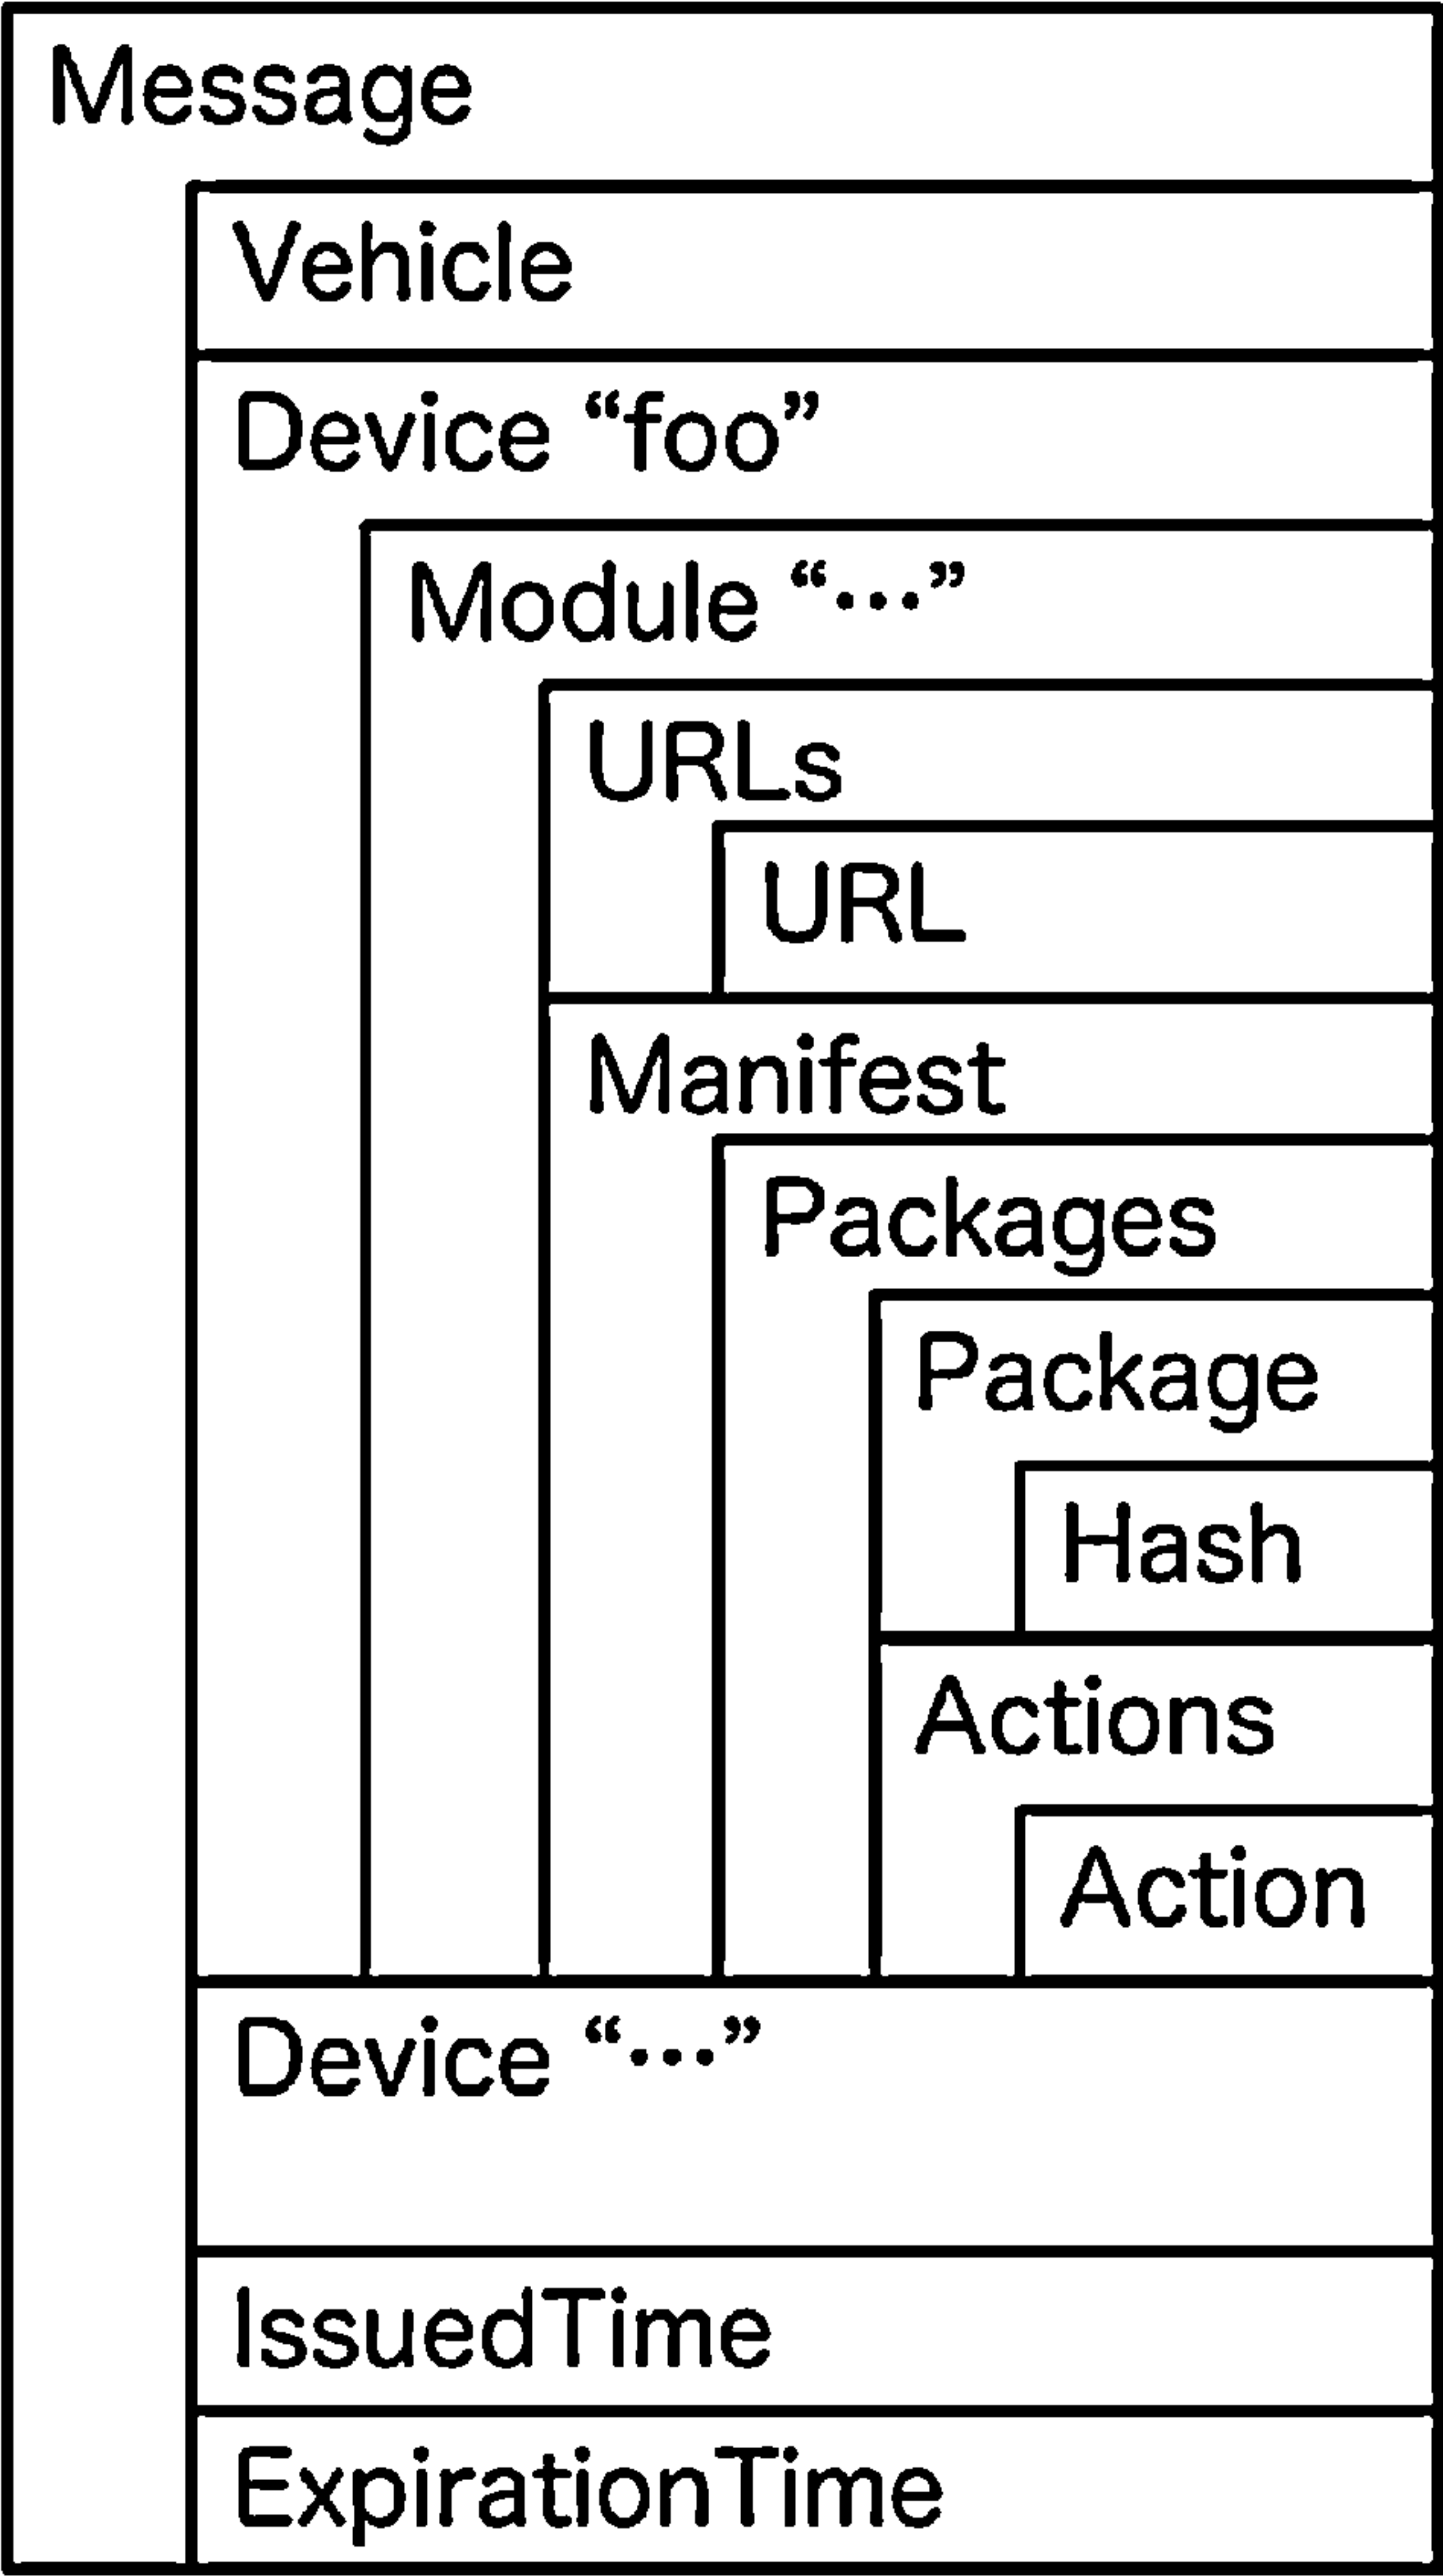 Message
Vehicle
Device “foo”
Module “···”
URLs
URL
Manifest
Packages
Package
Hash
Actions
Action
Device “···”
IssuedTime
ExpirationTime